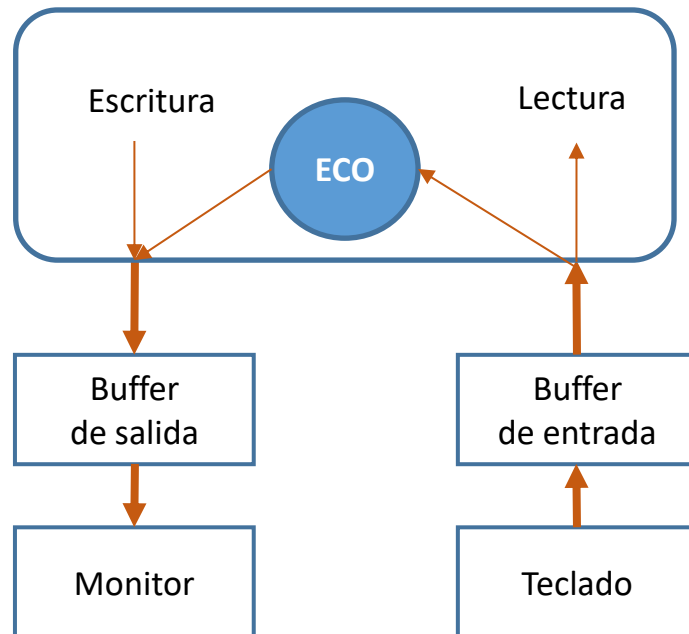 Escritura
Lectura
ECO
Buffer
de salida
Buffer
de entrada
Monitor
Teclado